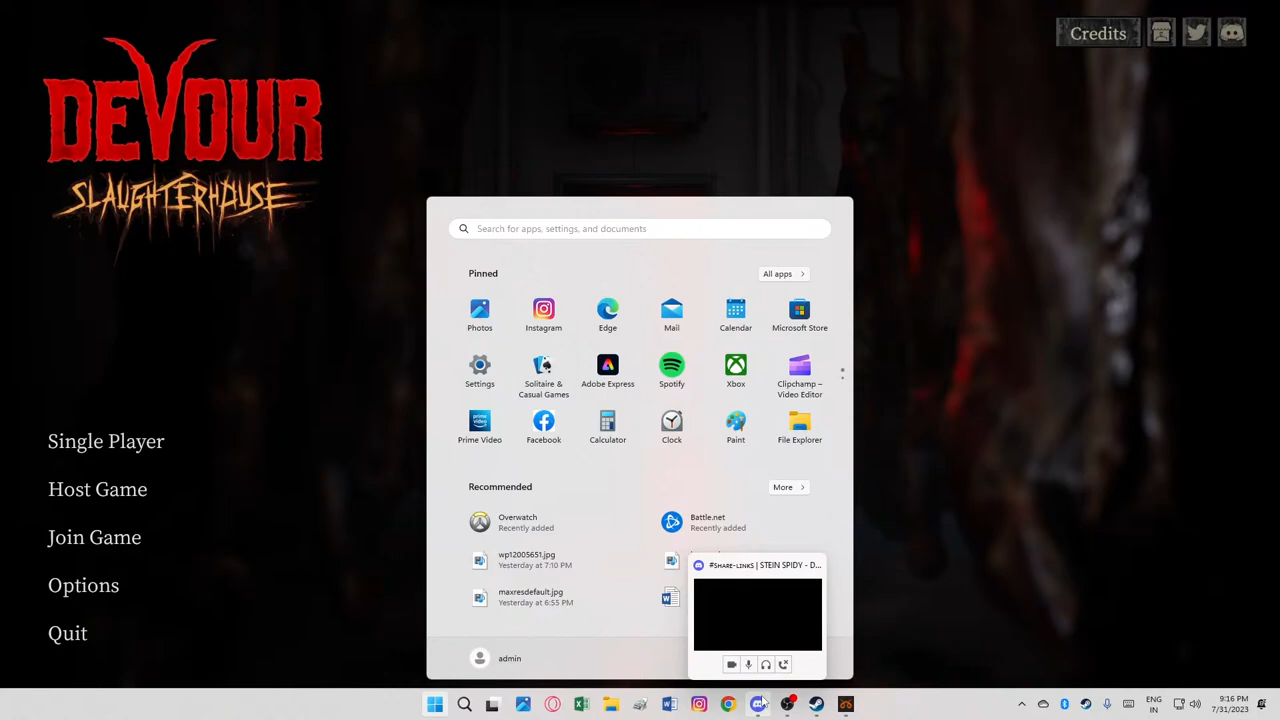 DEVOUR
SLAUGHTERHOUSE
Credits
Single Player
Host Game
Join Game
Options
Quit
Search for apps, settings, and documents
Pinned
All apps
Photos
Instagram
Edge
Mail
Calendar
Microsoft Store
Settings
Solitaire &
Casual Games
Adobe Express
Spotify
Xbox
Clipchamp –
Video Editor
Prime Video
Facebook
Calculator
Clock
Paint
File Explorer
Recommended
More
Overwatch
Recently added
Battle.net
Recently added
wp12005651.jpg
Yesterday at 7:10 PM
maxresdefault.jpg
Yesterday at 6:55 PM
#SHARE-LINKS | STEIN SPIDY - D...
admin
ENG
IN
9:16 PM
7/31/2023